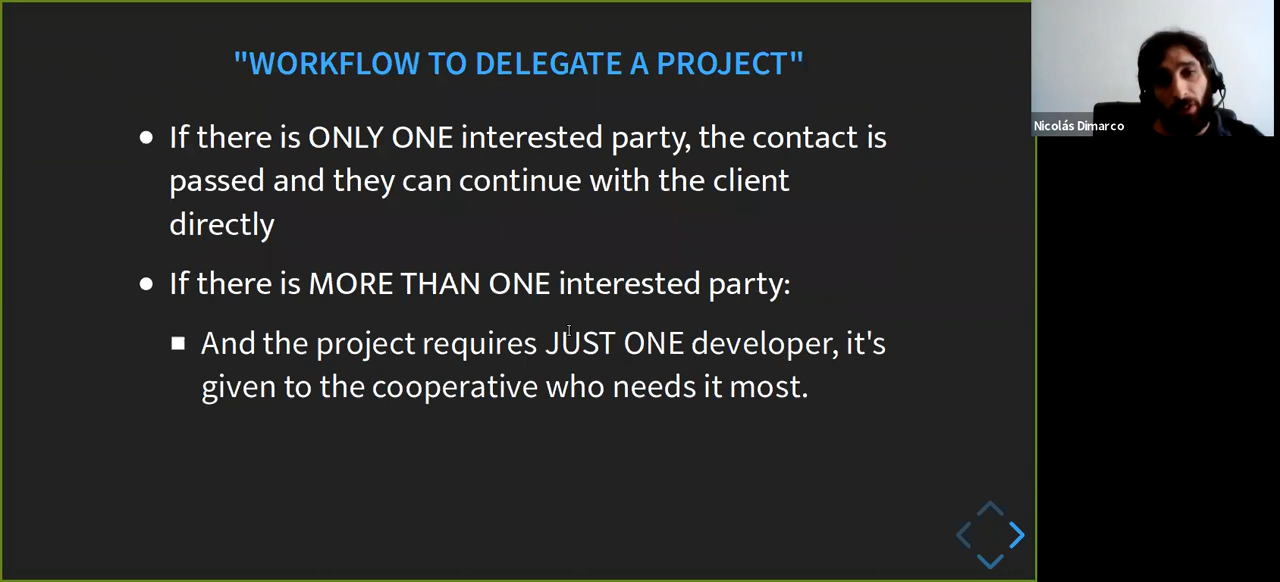 "WORKFLOW TO DELEGATE A PROJECT"
If there is ONLY ONE interested party, the contact is
passed and they can continue with the client
directly
If there is MORE THAN ONE interested party:
And the project requires JUST ONE developer, it's
given to the cooperative who needs it most.
Nicolás Dimarco